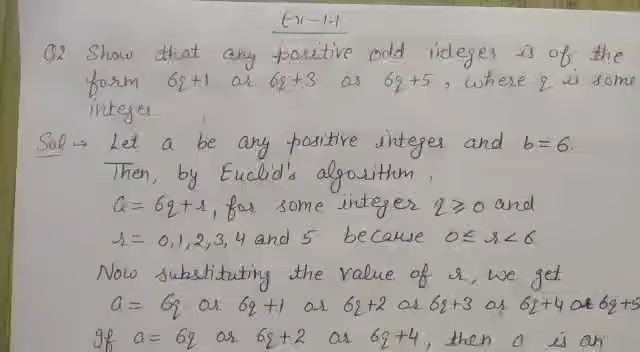 Ex-1.1
Q2 Show that any positive odd integer is of the
form 6q+1 or 6q+3 or 6q+5, where q is some
integer
Sol → Let a be any positive integer and b=6.
Then, by Euclid's algorithm,
a=6q+r, for some integer q⩾0 and
r=0,1,2,3,4 and 5 because 0≤r<6
Now substituting the value of r, we get
a= 6q or 6q+1 or 6q+2 or 6q+3 or 6q+4 or 6q+5
If a= 6q or 6q+2 or 6q+4, then a is an